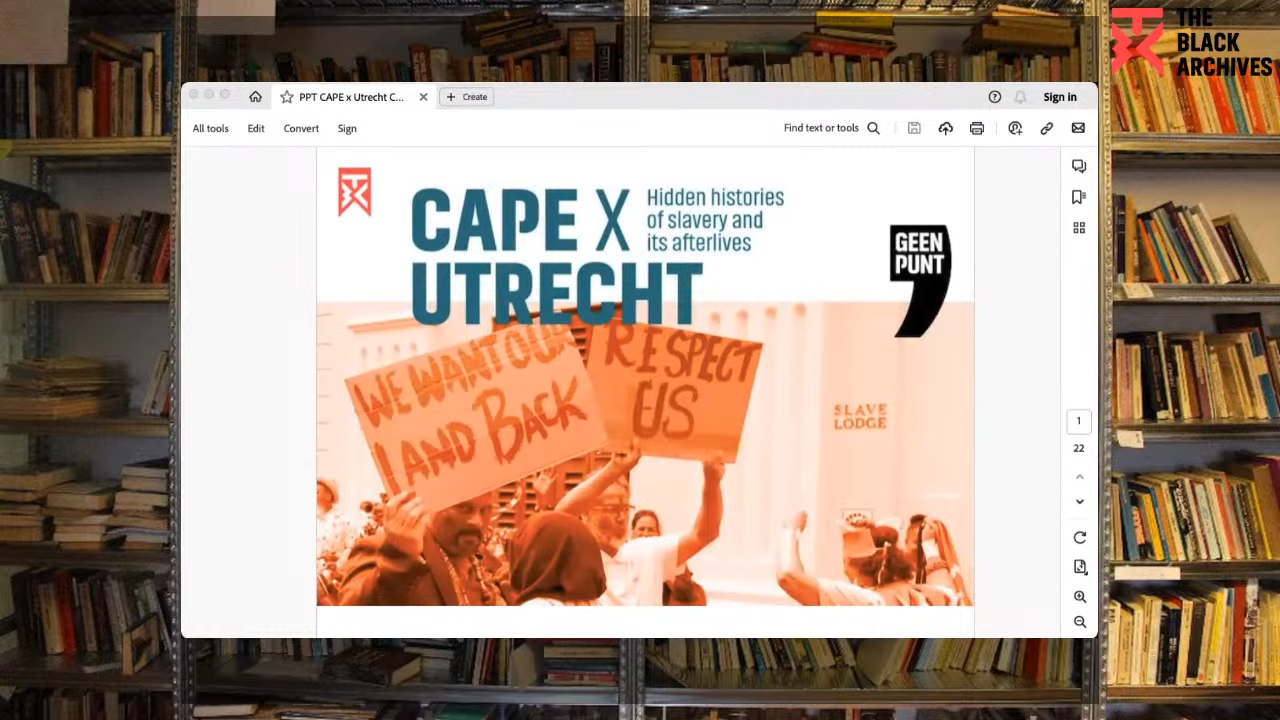 THE
BLACK
ARCHIVES
PPT CAPE x Utrecht C...
Create
Sign in
All tools
Edit
Convert
Sign
Find text or tools
CAPE X
UTRECHT
Hidden histories
of slavery and
its afterlives
GEEN
PUNT
WE WANT OUR
LAND BACK
RESPECT
US
SLAVE
LODGE
1
22